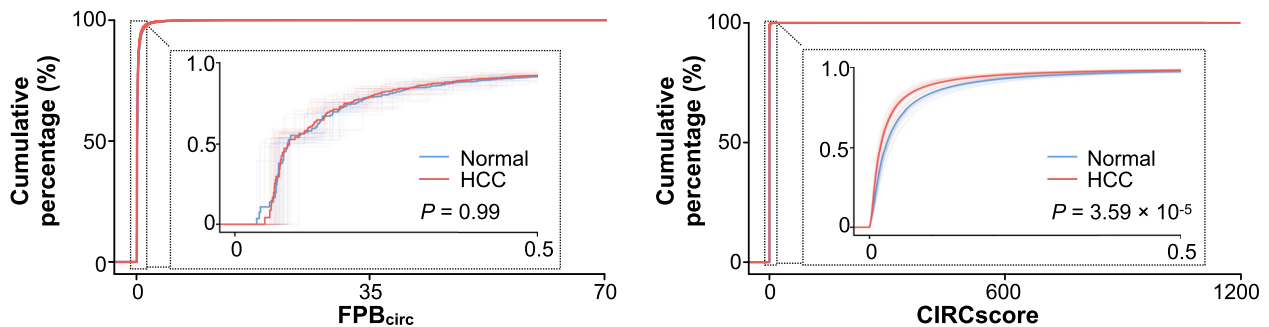 Cumulative
percentage (%)
100
50
0
1.0
0.5
0
0
0.5
Normal
HCC
P = 0.99
0
35
70
FPBcirc
Cumulative
percentage (%)
100
50
0
1.0
0.5
0
0
0.5
Normal
HCC
P = 3.59 × 10-5
0
600
1200
CIRCscore